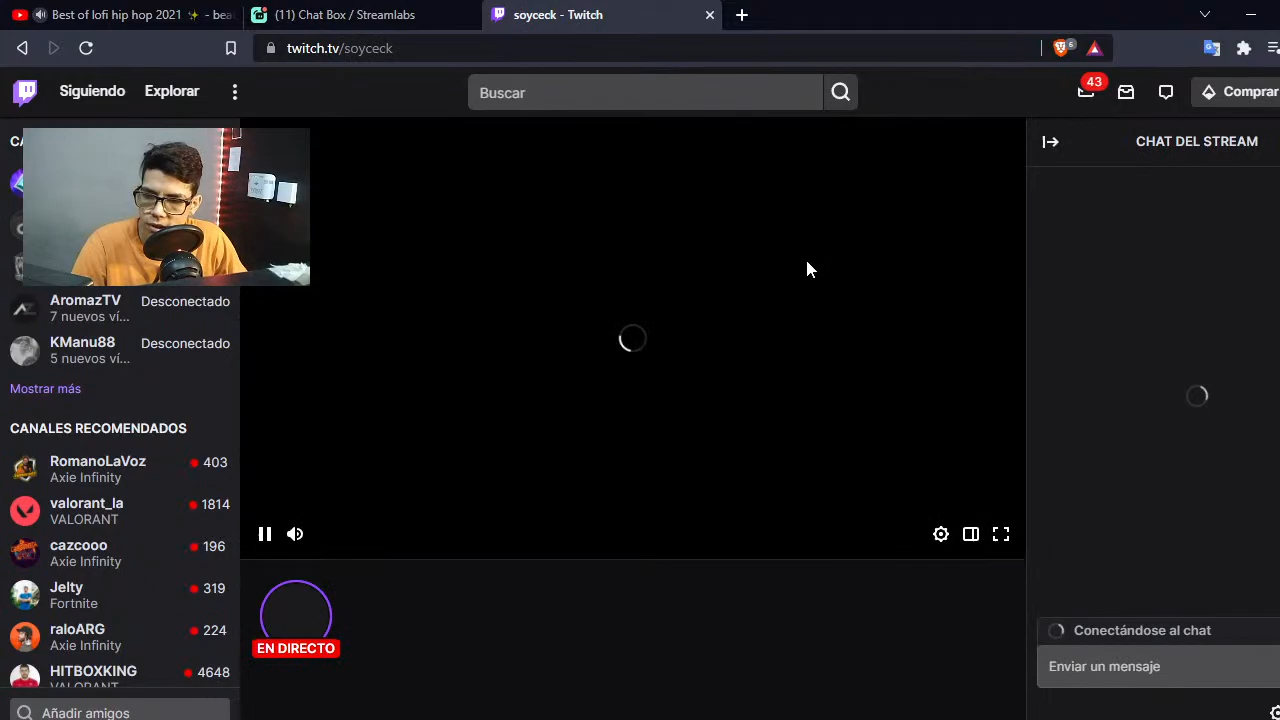 Best of lofi hip hop 2021 ✨ - bea
(11) Chat Box / Streamlabs
soyceck - Twitch
twitch.tv/soyceck
6
Siguiendo
Explorar
Buscar
43
Comprar
CHAT DEL STREAM
AromazTV
Desconectado
7 nuevos ví...
KManu88
Desconectado
5 nuevos ví...
Mostrar más
CANALES RECOMENDADOS
RomanoLaVoz
403
Axie Infinity
valorant_la
1814
VALORANT
cazcooo
196
Axie Infinity
Jelty
319
Fortnite
raloARG
224
Axie Infinity
HITBOXKING
4648
VALORANT
Añadir amigos
EN DIRECTO
Conectándose al chat
Enviar un mensaje